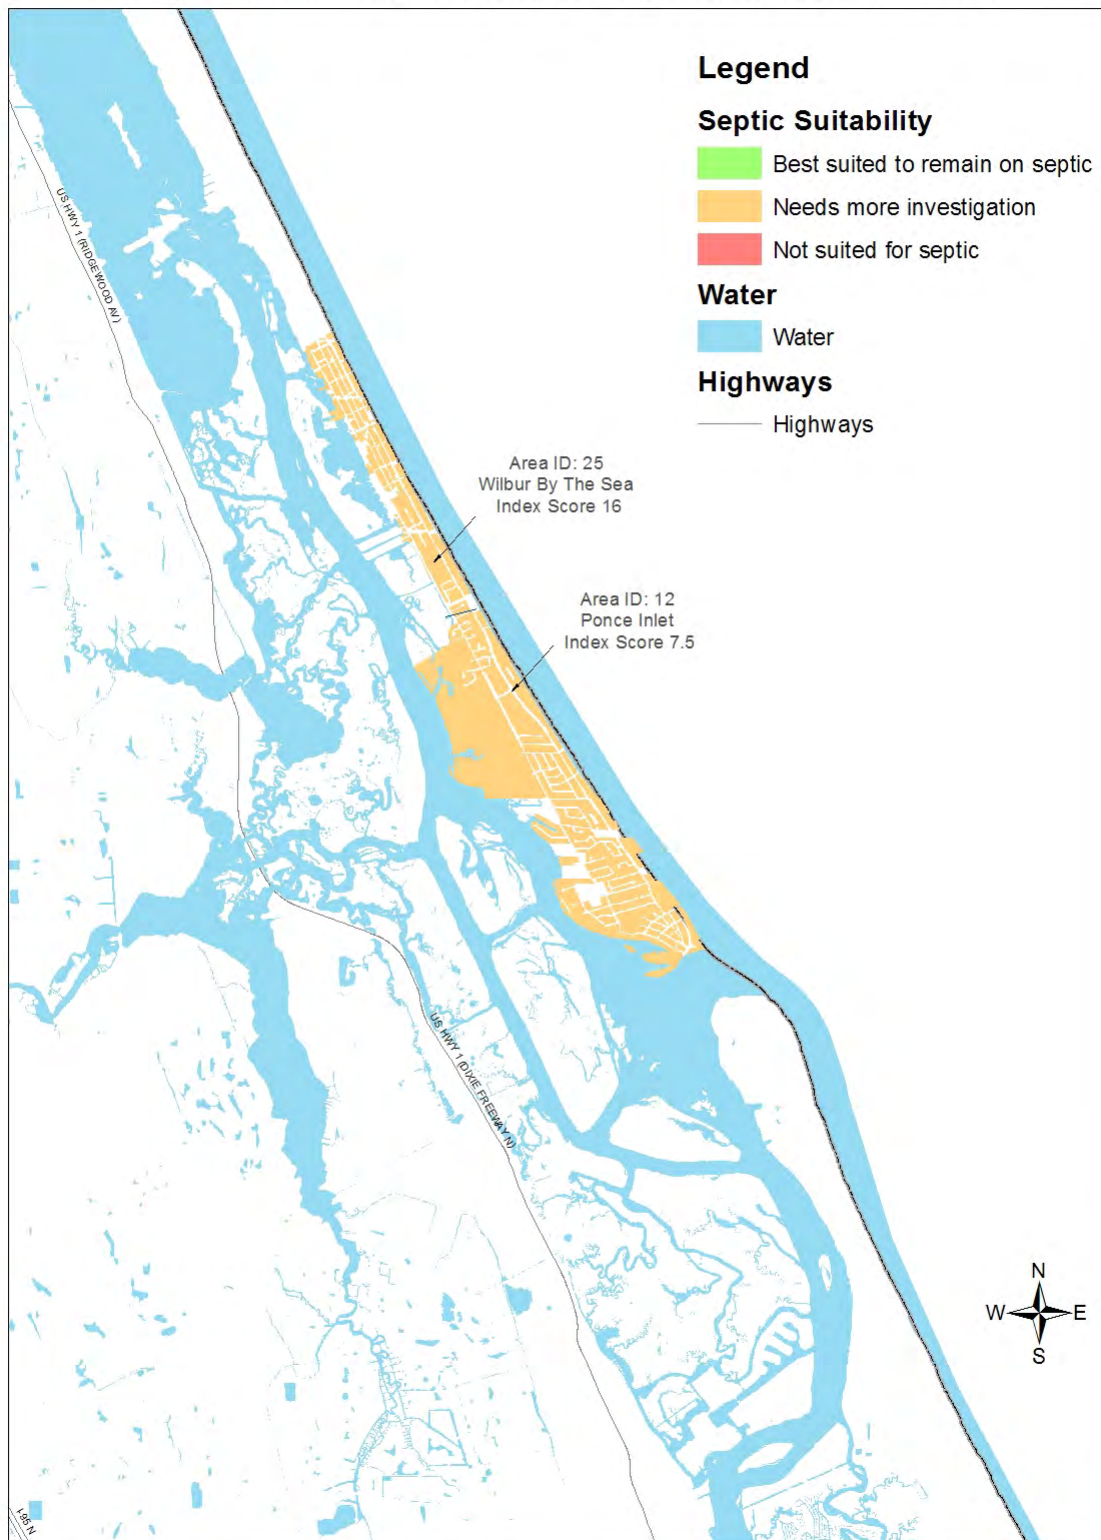 Legend
Septic Suitability
Best suited to remain on septic
Needs more investigation
Not suited for septic
Water
Water
Highways
Highways
US HWY 1 (RIDGEWOOD AV)
Area ID: 25
Wilbur By The Sea
Index Score 16
Area ID: 12
Ponce Inlet
Index Score 7.5
US HWY 1 (DIXIE FREEWAY N)
N
W
E
S
I-95 N